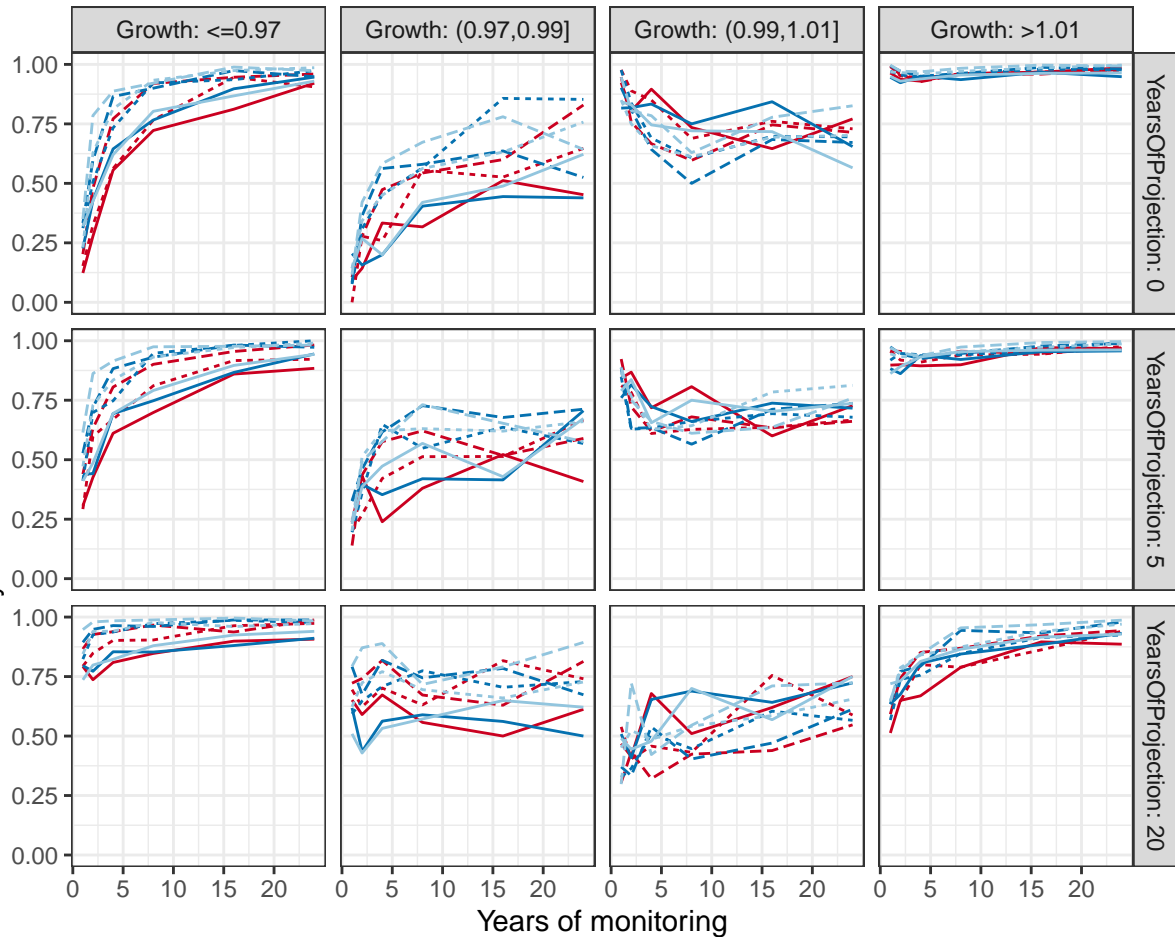 Growth: <=0.97
Growth: (0.97,0.99]
Growth: (0.99,1.01]
Growth: >1.01
1.00
0.75
0.50
0.25
0.00
YearsOfProjection: 0
1.00
0.75
0.50
0.25
0.00
YearsOfProjection: 5
1.00
0.75
0.50
0.25
0.00
YearsOfProjection: 20
0 5 10 15 20 0 5 10 15 20 0 5 10 15 20 0 5 10 15 20
Years of monitoring